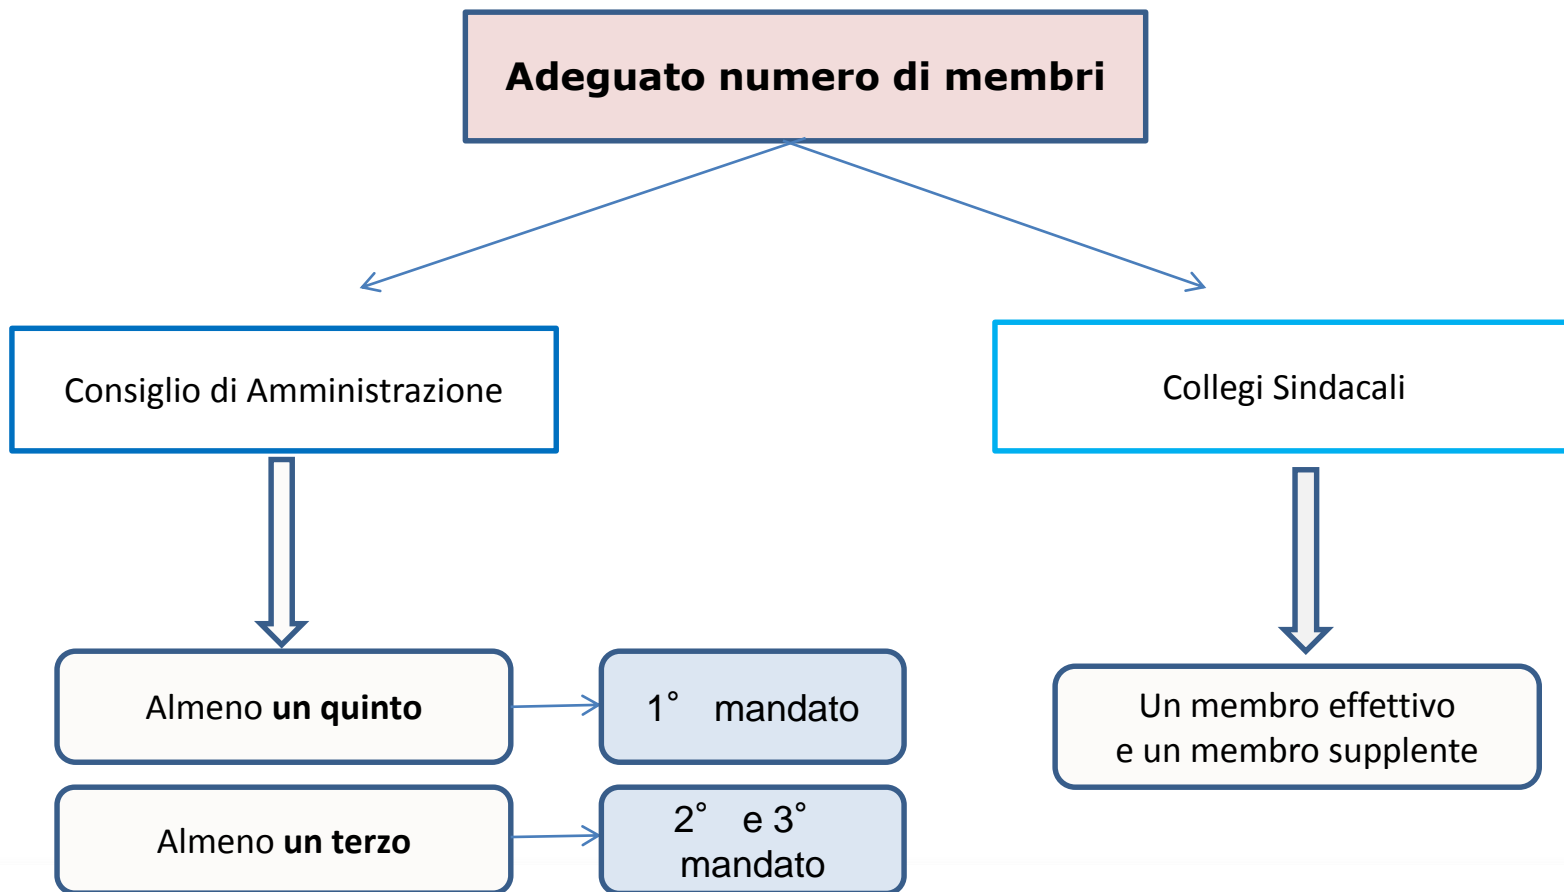 Adeguato numero di membri
Consiglio di Amministrazione
Collegi Sindacali
Almeno un quinto
1° mandato
Un membro effettivo
e un membro supplente
Almeno un terzo
2° e 3°
mandato